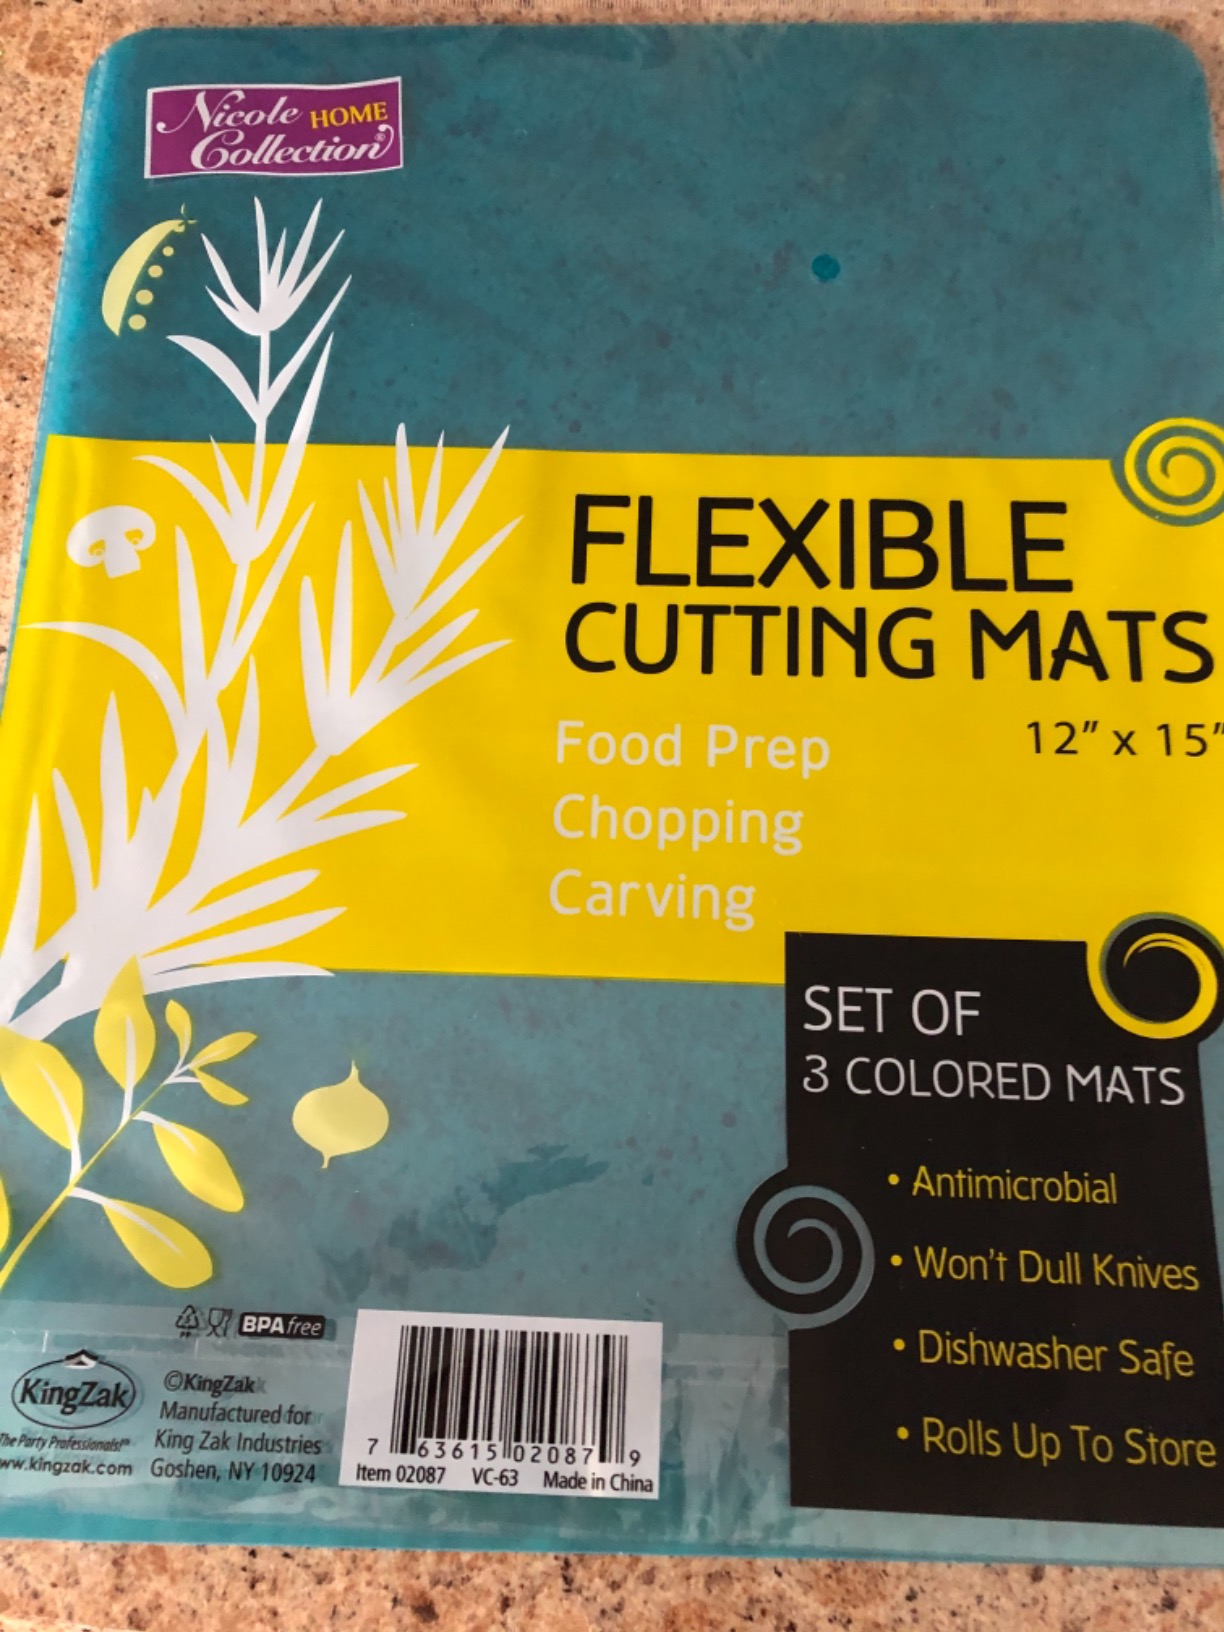 Nicole HOME
Collection®
FLEXIBLE
CUTTING MATS
12" x 15"
Food Prep
Chopping
Carving
SET OF
3 COLORED MATS
• Antimicrobial
• Won't Dull Knives
• Dishwasher Safe
• Rolls Up To Store
PP
BPA free
KingZak
The Party Professionals!™
www.kingzak.com
©KingZak
Manufactured for
King Zak Industries
Goshen, NY 10924
7 63615 02087 9
Item 02087 VC-63 Made in China